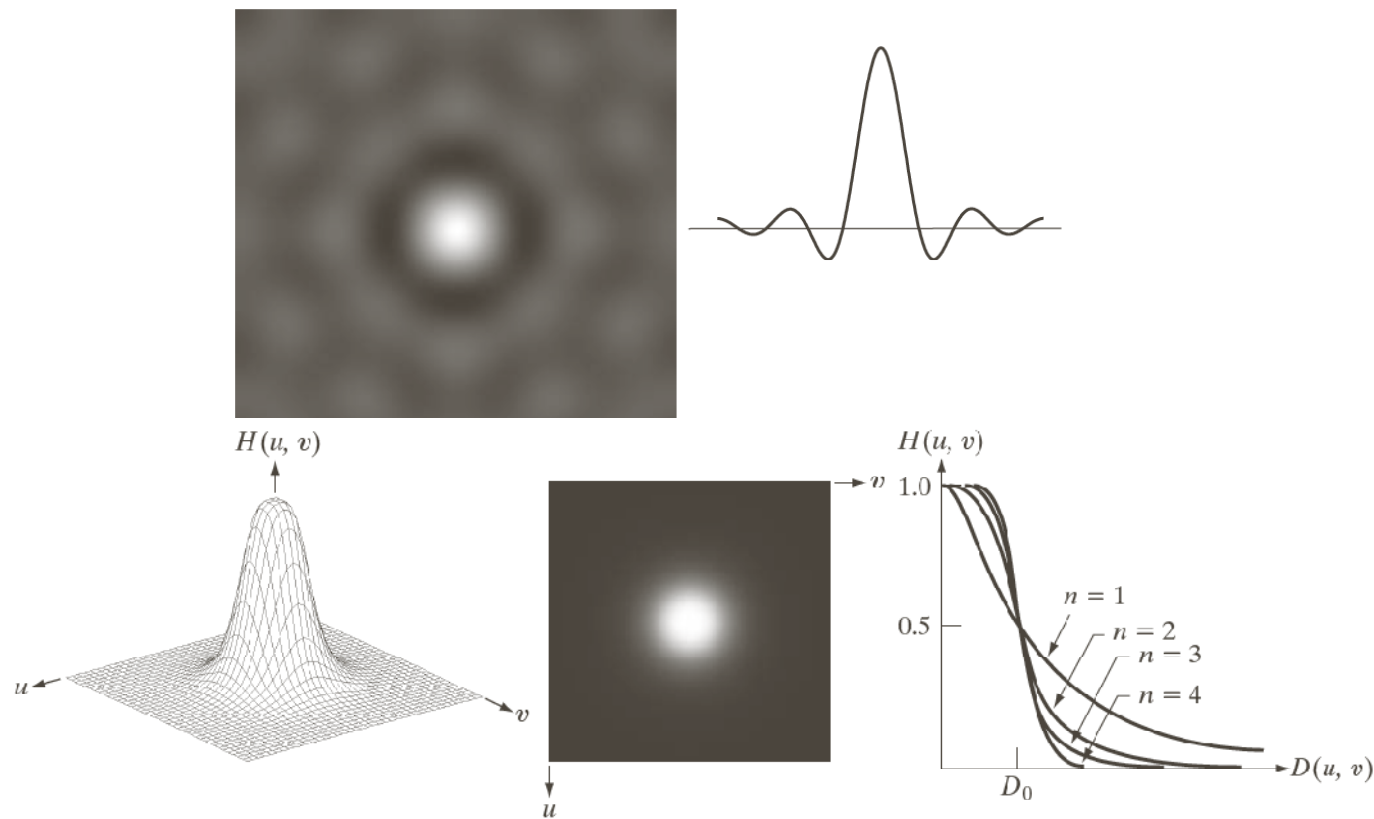 H(u, v)
u
v
v
u
H(u, v)
1.0
0.5
n = 1
n = 2
n = 3
n = 4
D₀
D(u, v)